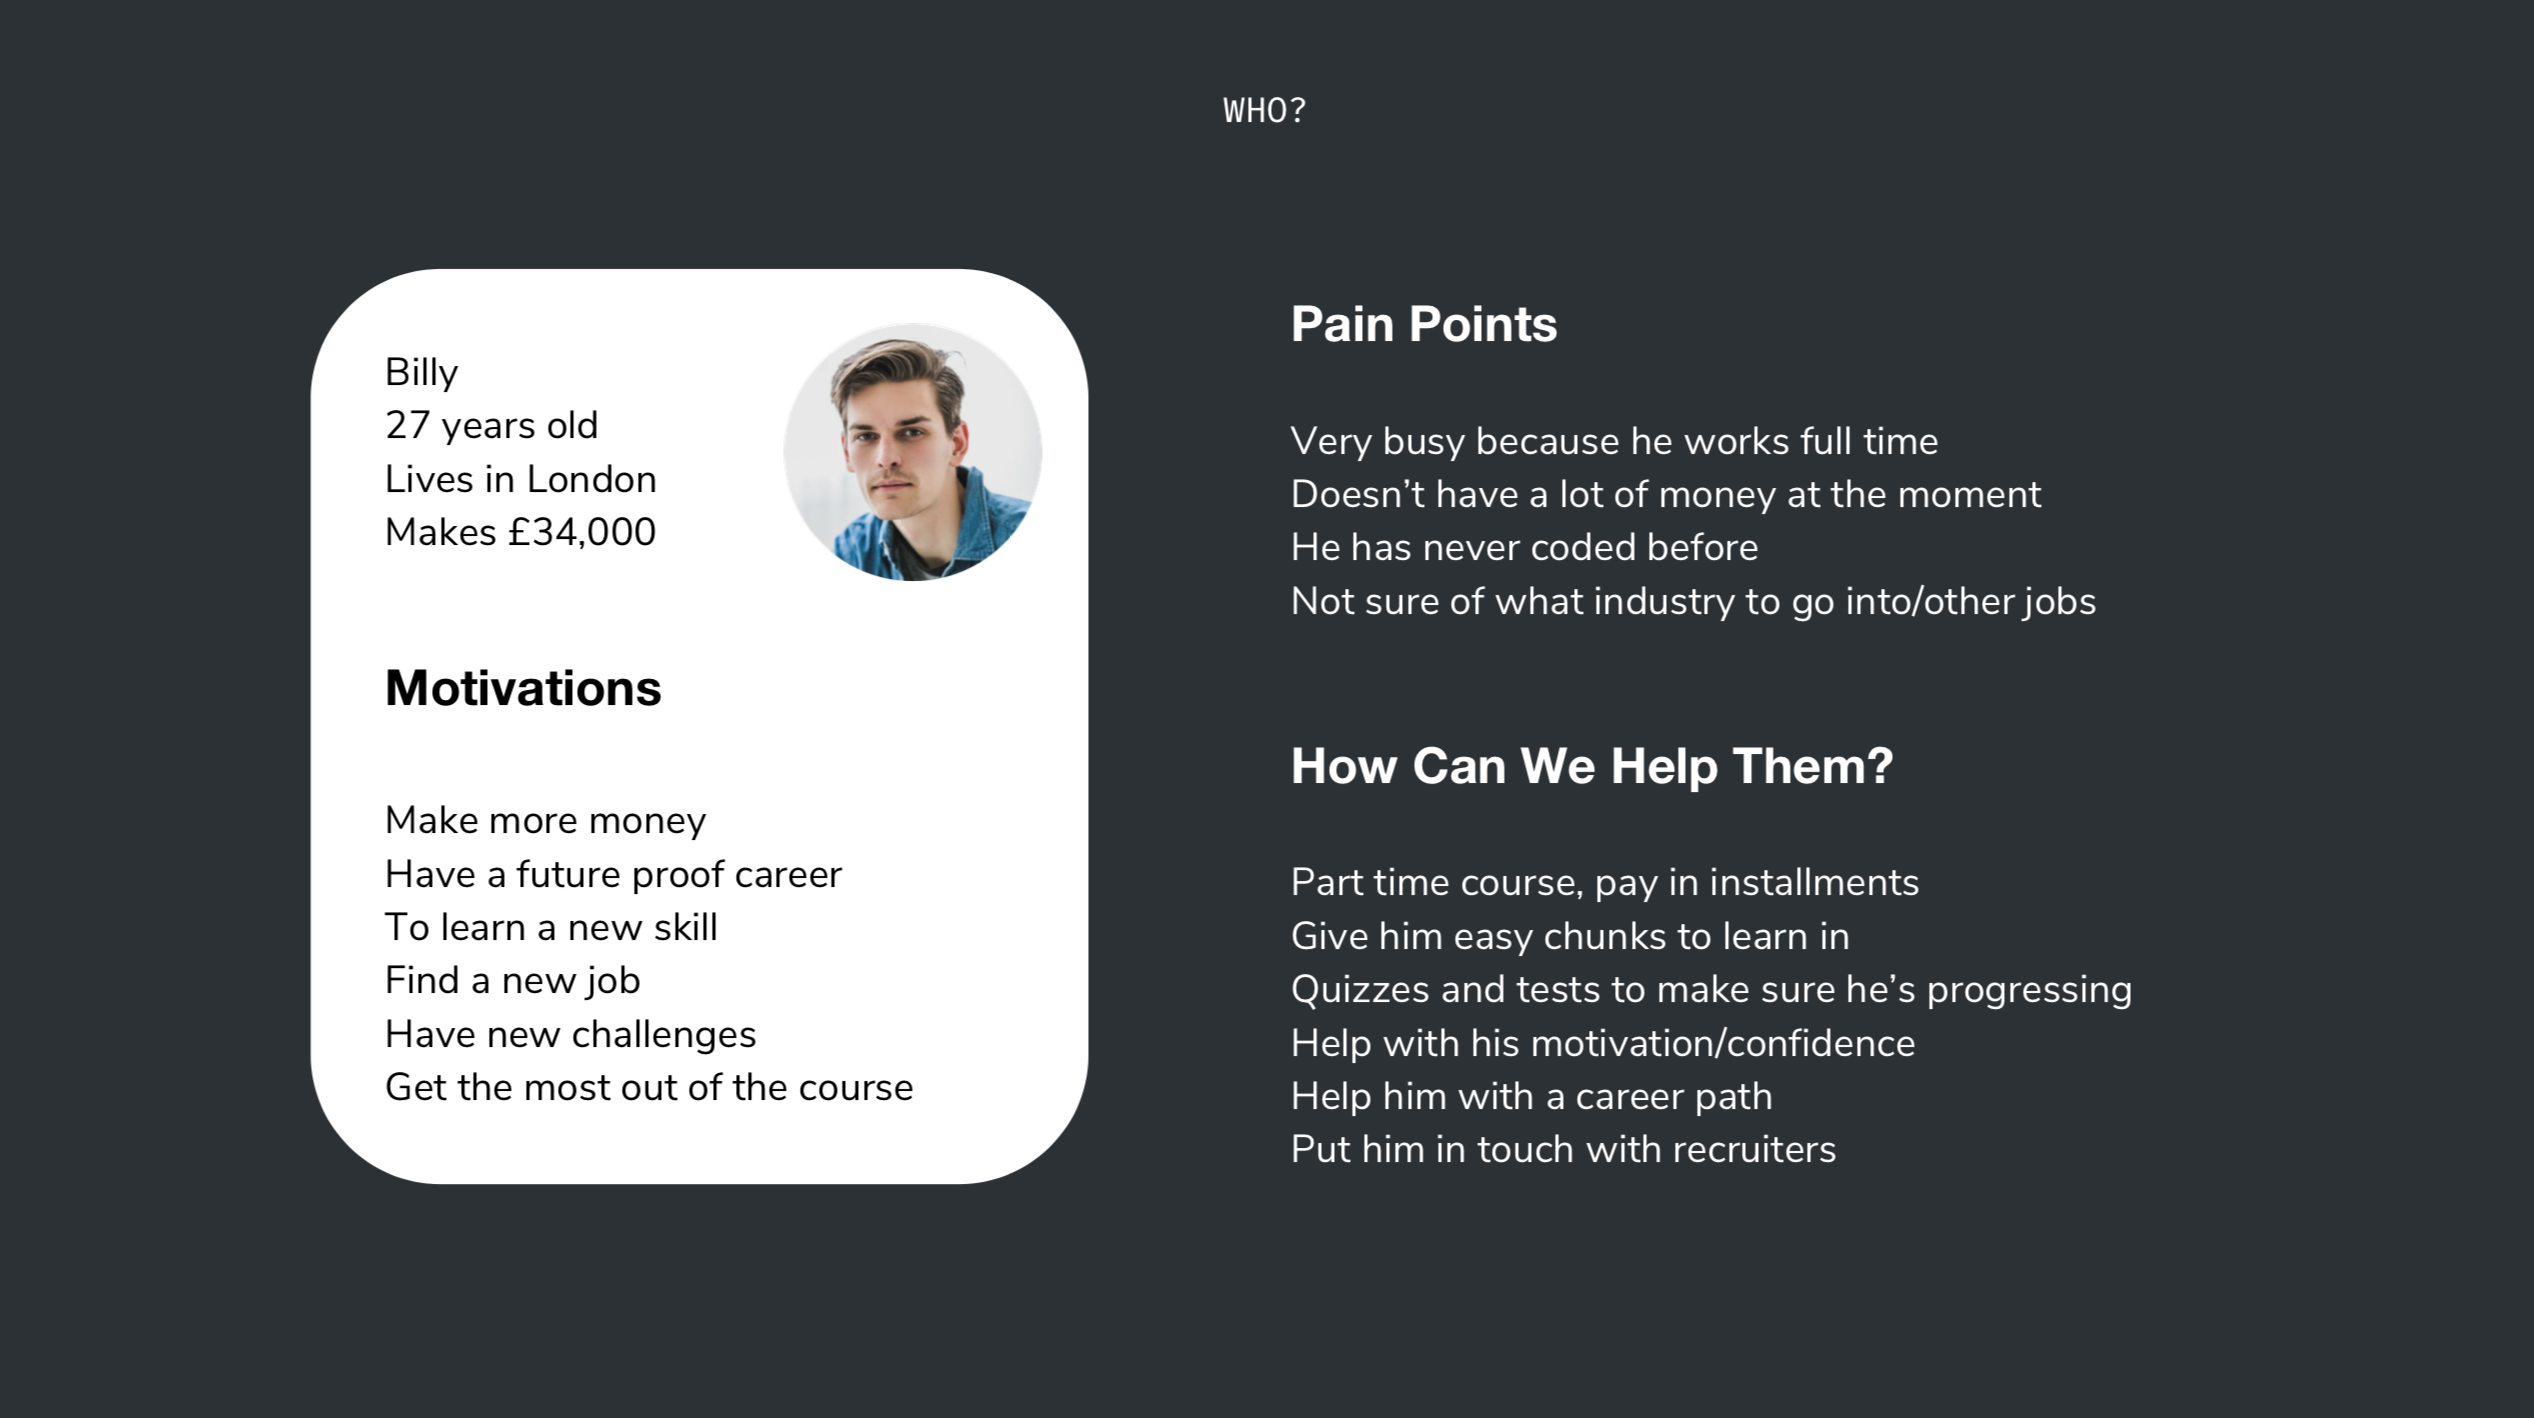 WHO?
Billy
27 years old
Lives in London
Makes £34,000
Motivations
Make more money
Have a future proof career
To learn a new skill
Find a new job
Have new challenges
Get the most out of the course
Pain Points
Very busy because he works full time
Doesn’t have a lot of money at the moment
He has never coded before
Not sure of what industry to go into/other jobs
How Can We Help Them?
Part time course, pay in installments
Give him easy chunks to learn in
Quizzes and tests to make sure he’s progressing
Help with his motivation/confidence
Help him with a career path
Put him in touch with recruiters